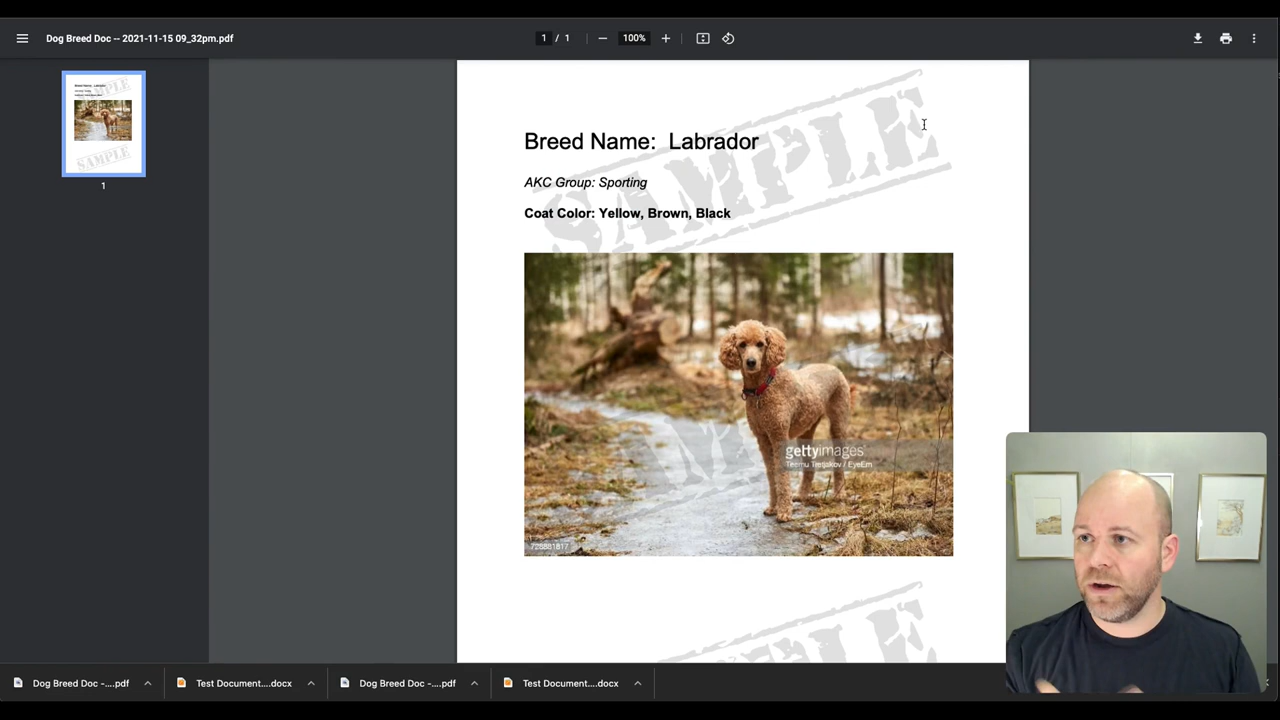 Dog Breed Doc -- 2021-11-15 09_32pm.pdf
1 / 1
100%
1
SAMPLE
Breed Name: Labrador
AKC Group: Sporting
Coat Color: Yellow, Brown, Black
gettyimages
Teemu Tretjakov / EyeEm
SAMPLE
Dog Breed Doc -....pdf
Test Document....docx
Dog Breed Doc -....pdf
Test Document....docx